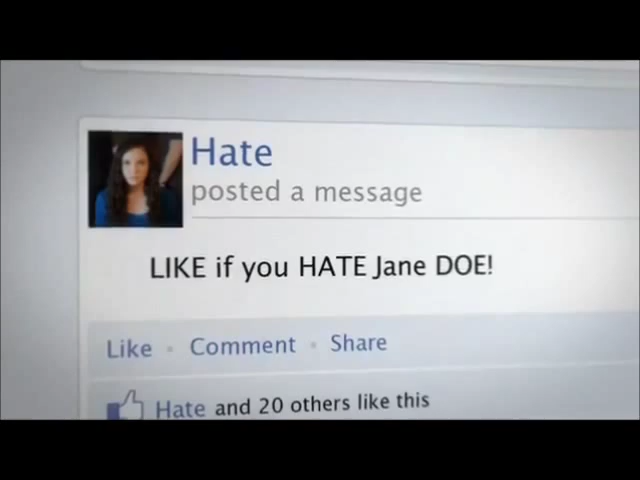 Hate
posted a message
LIKE if you HATE Jane DOE!
Like • Comment • Share
Hate and 20 others like this